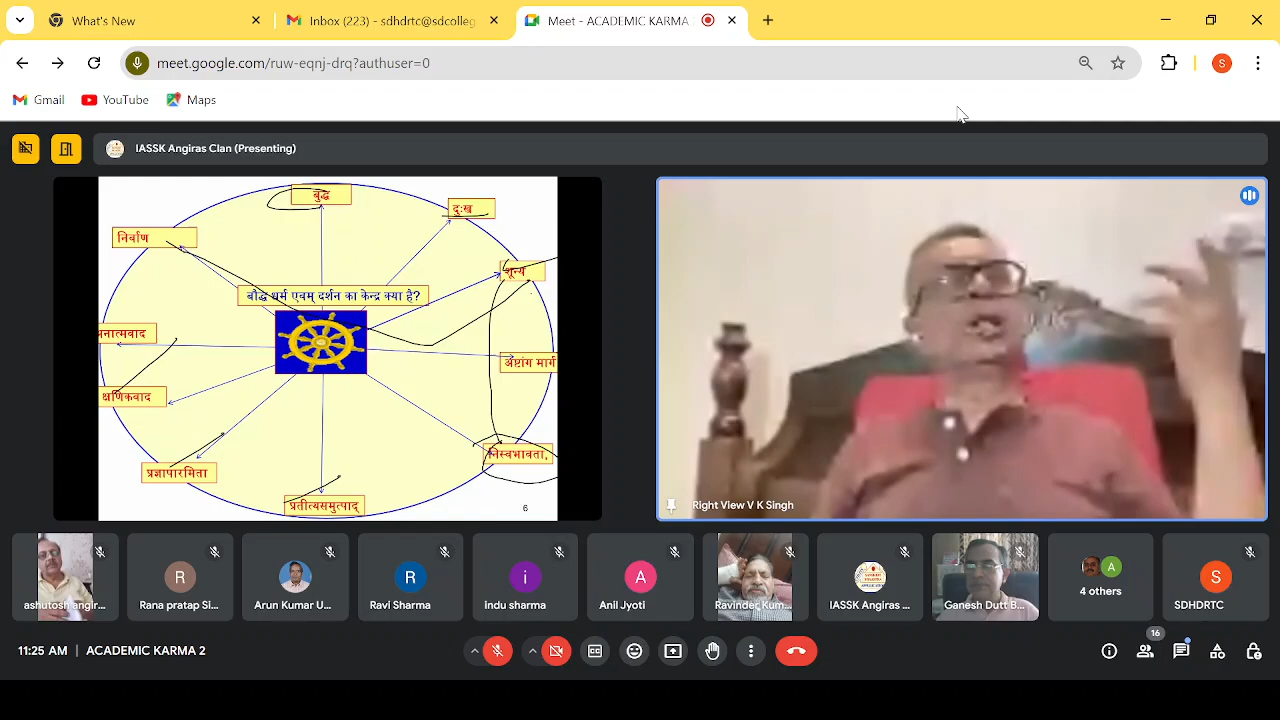 What's New
Inbox (223) - sdhdrtc@sdcolleg
Meet - ACADEMIC KARMA
meet.google.com/ruw-eqnj-drq?authuser=0
Gmail
YouTube
Maps
IASSK Angiras Clan (Presenting)
बुद्ध
दुःख
निर्वाण
शून्य
बौद्ध धर्म एवम् दर्शन का केन्द्र क्या है?
अनात्मवाद
अष्टांग मार्ग
क्षणिकवाद
निस्वभावता,
प्रज्ञापारमिता
प्रतीत्यसमुत्पाद्
6
Right View V K Singh
ashutosh angir...
Rana pratap Si...
Arun Kumar U...
Ravi Sharma
indu sharma
Anil Jyoti
Ravinder Kum...
IASSK Angiras ...
Ganesh Dutt B...
4 others
SDHDRTC
R
R
i
A
A
S
S
11:25 AM
ACADEMIC KARMA 2
16